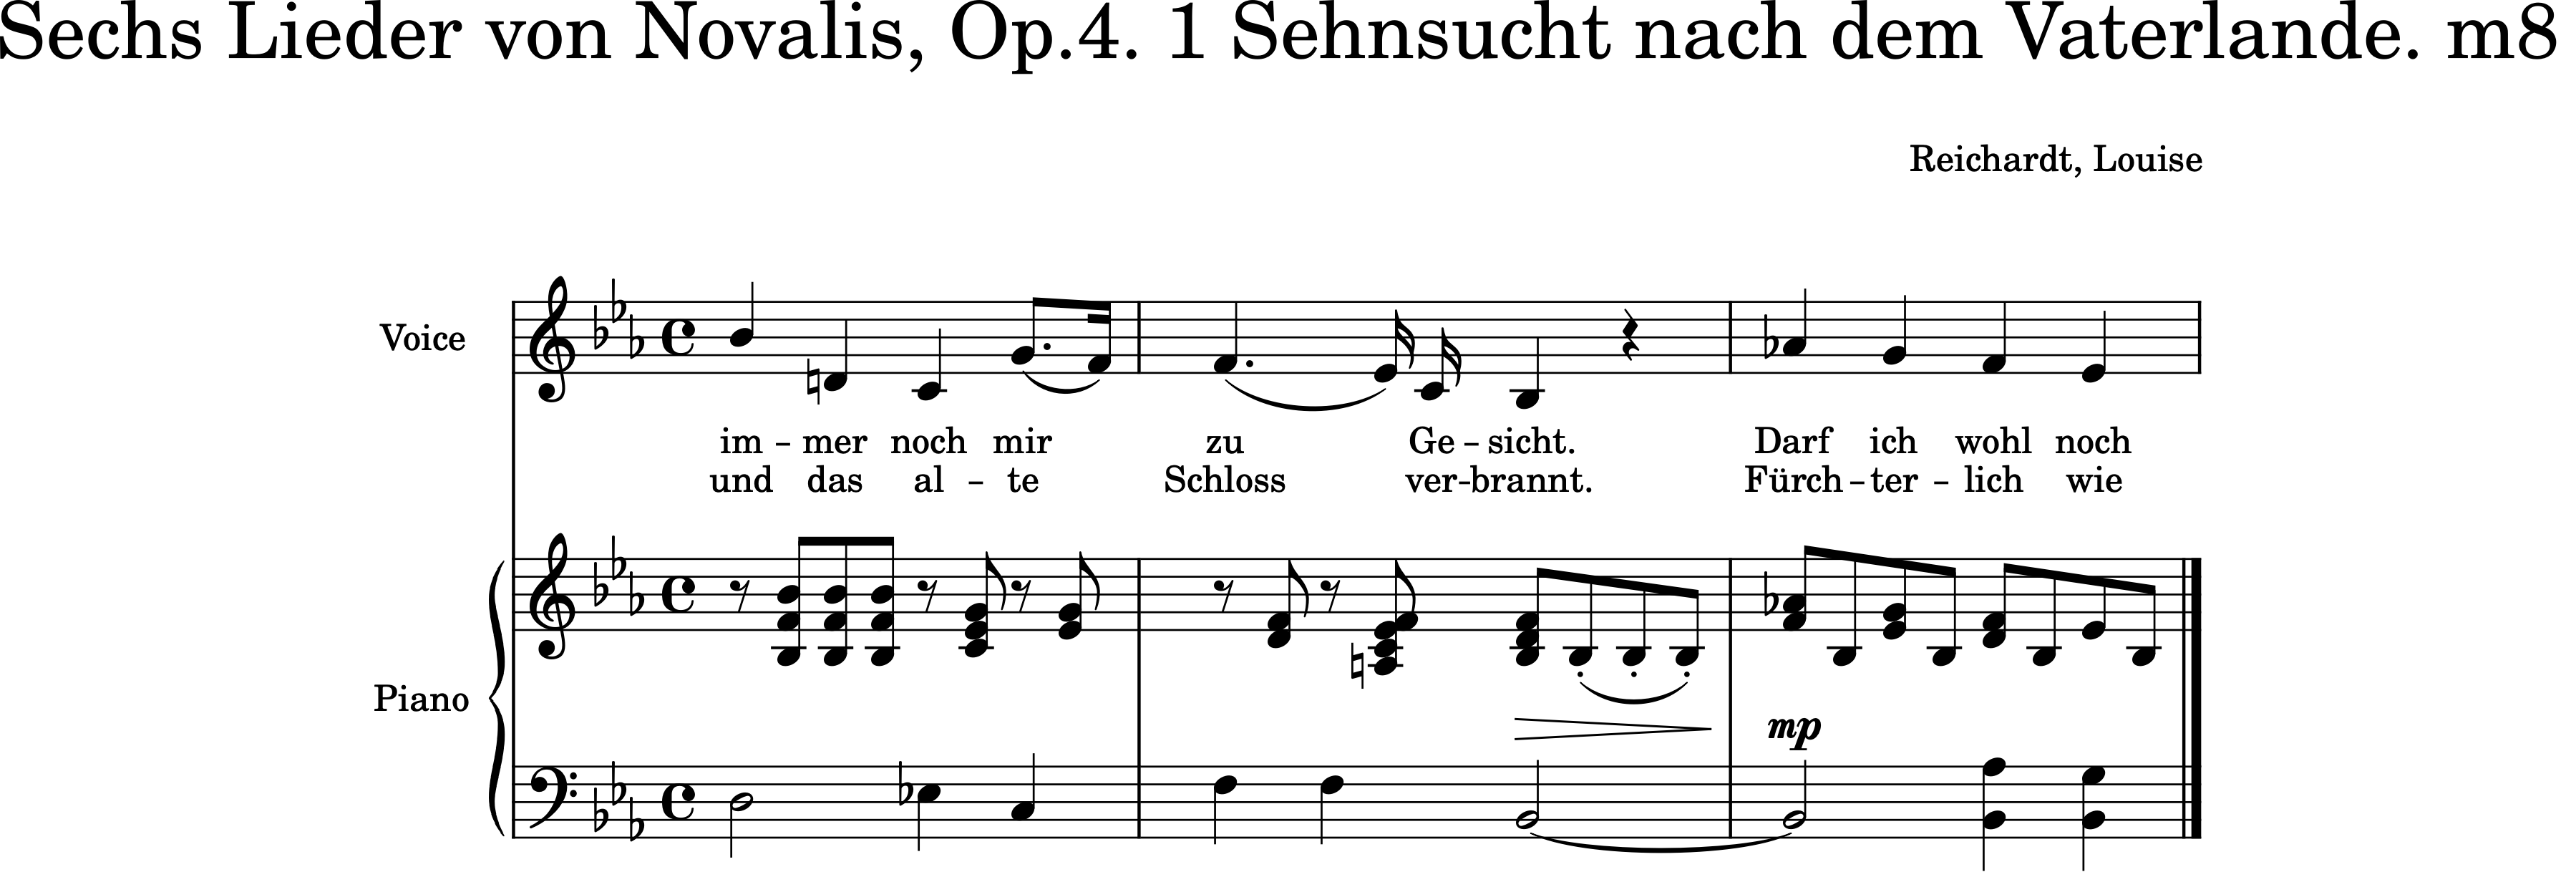 Sechs Lieder von Novalis, Op.4. 1 Sehnsucht nach dem Vaterlande. m8
Reichardt, Louise
Voice
im - mer noch mir zu Ge - sicht. Darf ich wohl noch
und das al - te Schloss ver - brannt. Fürch - ter - lich wie
Piano
mp